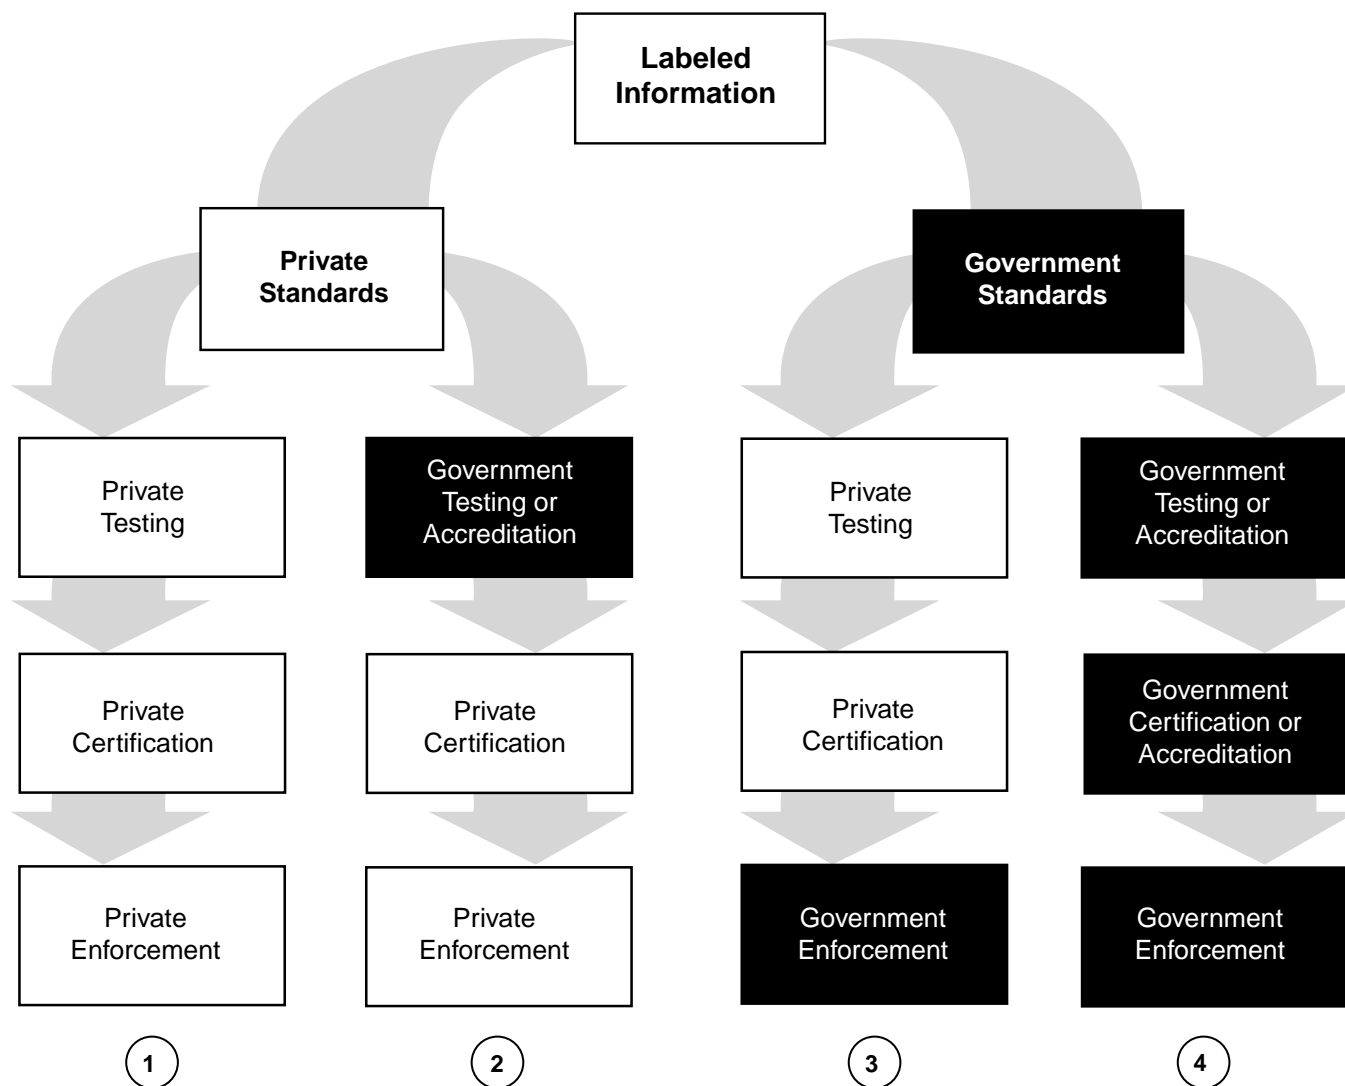 Labeled
Information
Private
Standards
Government
Standards
Private
Testing
Government
Testing or
Accreditation
Private
Testing
Government
Testing or
Accreditation
Private
Certification
Private
Certification
Private
Certification
Government
Certification or
Accreditation
Private
Enforcement
Private
Enforcement
Government
Enforcement
Government
Enforcement
1
2
3
4